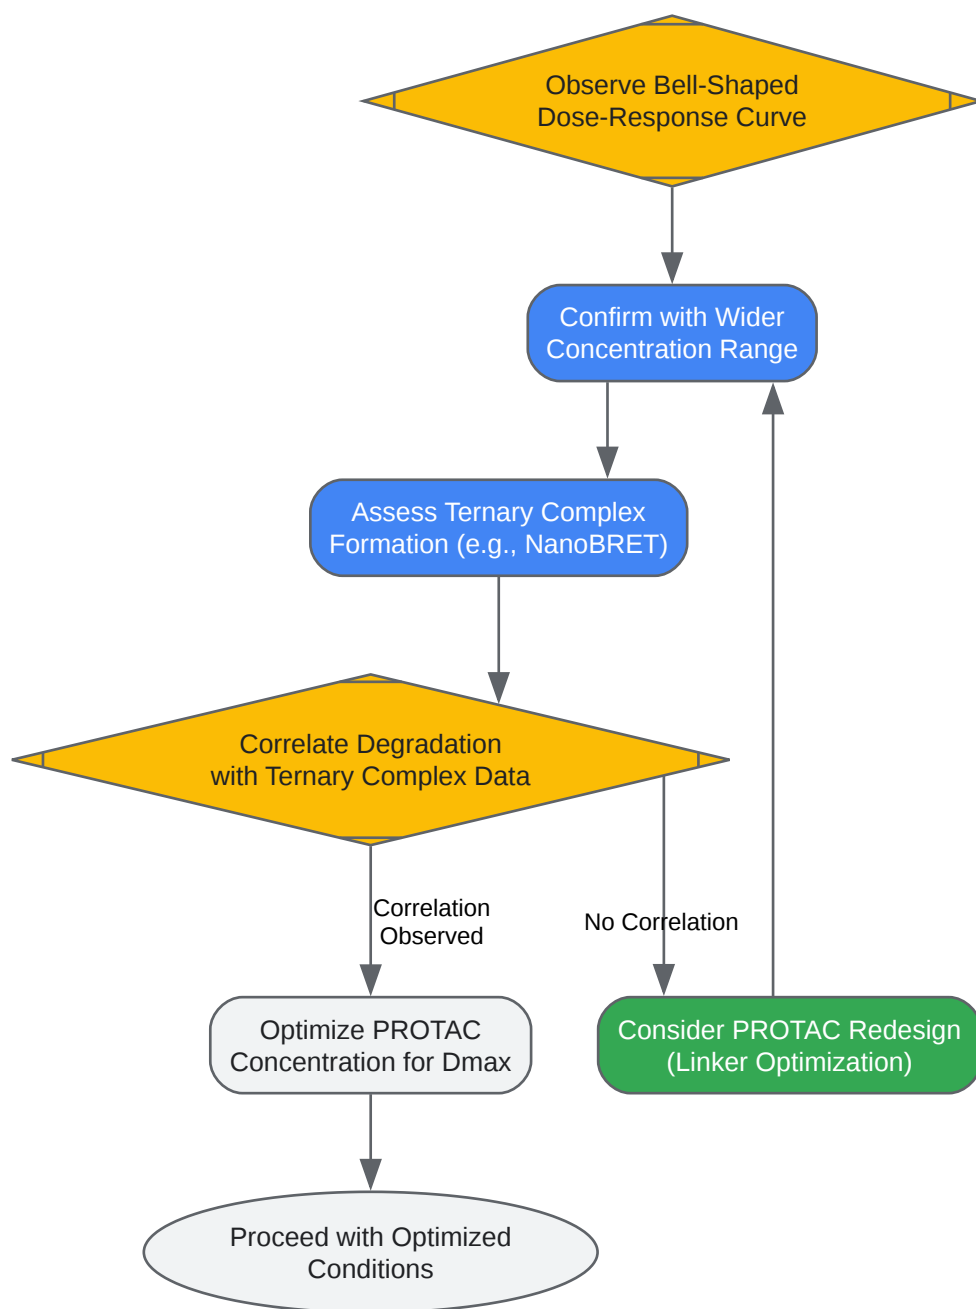 Observe Bell-Shaped
Dose-Response Curve
Confirm with Wider
Concentration Range
Assess Ternary Complex
Formation (e.g., NanoBRET)
Correlate Degradation
with Ternary Complex Data
Correlation
Observed
No Correlation
Optimize PROTAC
Concentration for Dmax
Consider PROTAC Redesign
(Linker Optimization)
Proceed with Optimized
Conditions